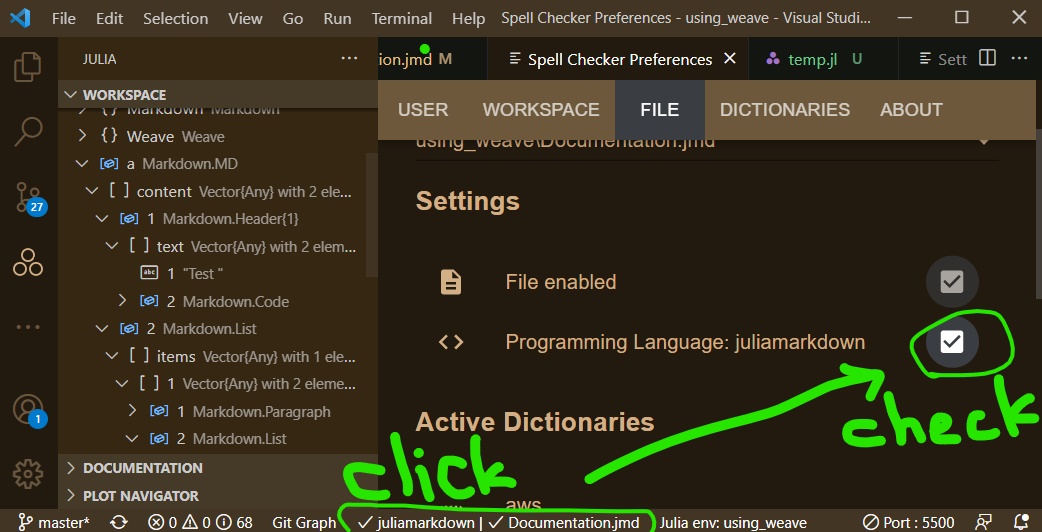 File Edit Selection View Go Run Terminal Help Spell Checker Preferences - using_weave - Visual Studi...
JULIA ...
ion.jmd M Spell Checker Preferences × temp.jl U Sett ...
WORKSPACE
USER WORKSPACE FILE DICTIONARIES ABOUT
{} Markdown Markdown
{} Weave Weave
using_weave\Documentation.jmd
a Markdown.MD
[ ] content Vector{Any} with 2 ele...
Settings
1 Markdown.Header{1}
[ ] text Vector{Any} with 2 elem...
abc 1 "Test "
File enabled
2 Markdown.Code
2 Markdown.List
<> Programming Language: juliamarkdown
[ ] items Vector{Any} with 1 ele...
[ ] 1 Vector{Any} with 2 eleme...
1 Markdown.Paragraph
check
2 Markdown.List
Active Dictionaries
click
DOCUMENTATION
PLOT NAVIGATOR
aws
27
...
1
master* 0 0 68 Git Graph ✓ juliamarkdown | ✓ Documentation.jmd Julia env: using_weave Port : 5500